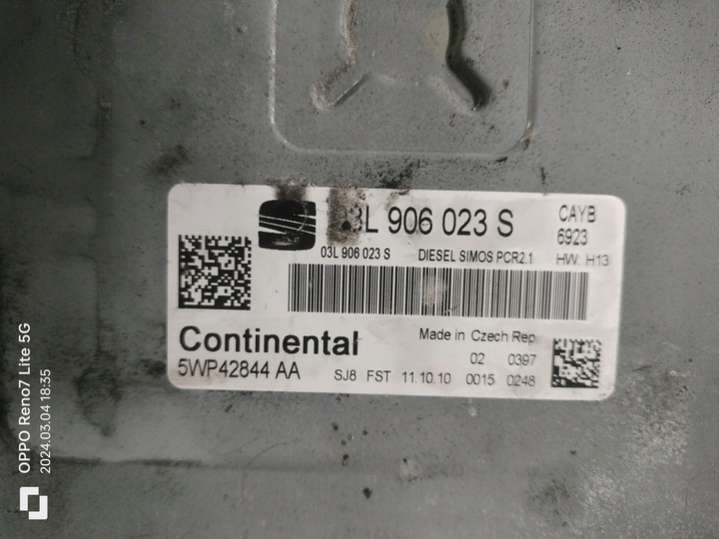 03L 906 023 S
CAYB
6923
03L 906 023 S
DIESEL SIMOS PCR2.1
HW: H13
Continental
5WP42844 AA
Made in Czech Rep
02 0397
SJ8 FST 11.10.10 0015 0248
OPPO Reno7 Lite 5G
2024.03.04 18:35